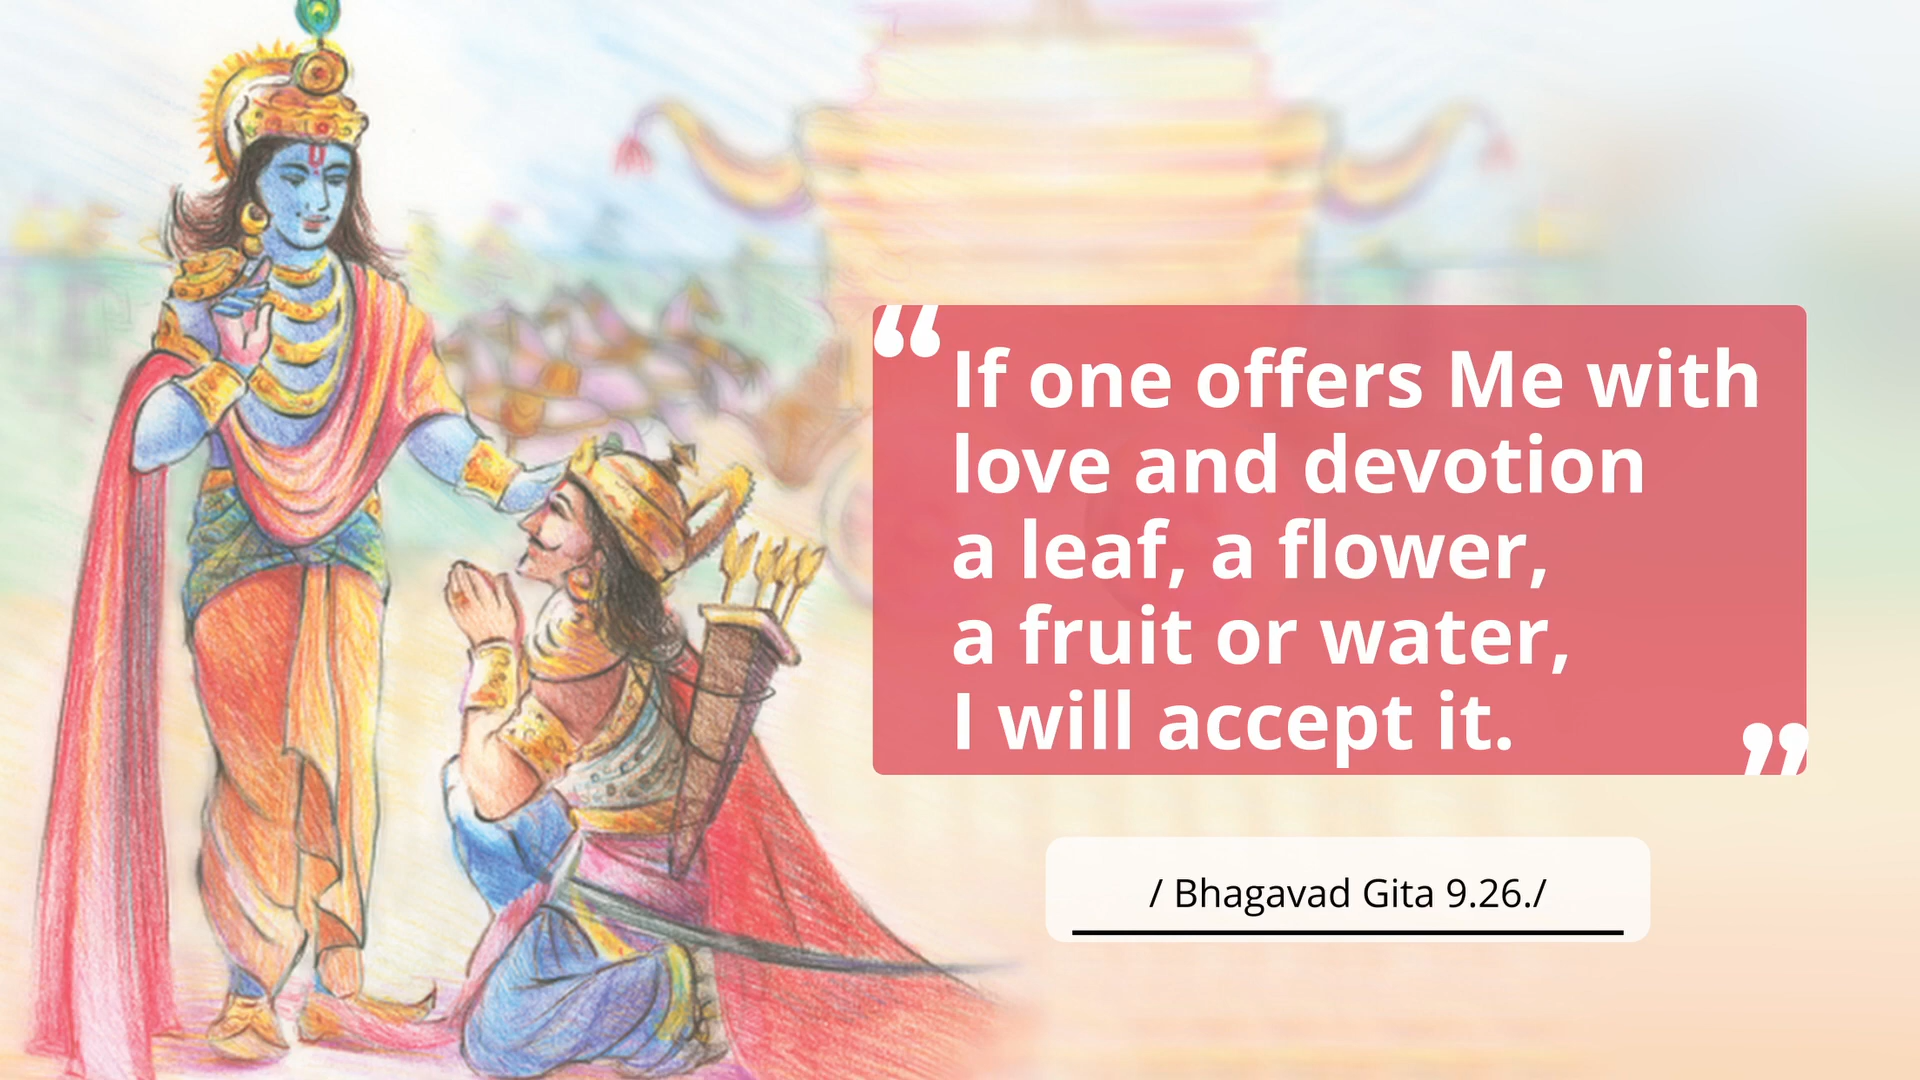 “If one offers Me with
love and devotion
a leaf, a flower,
a fruit or water,
I will accept it.”
/ Bhagavad Gita 9.26./